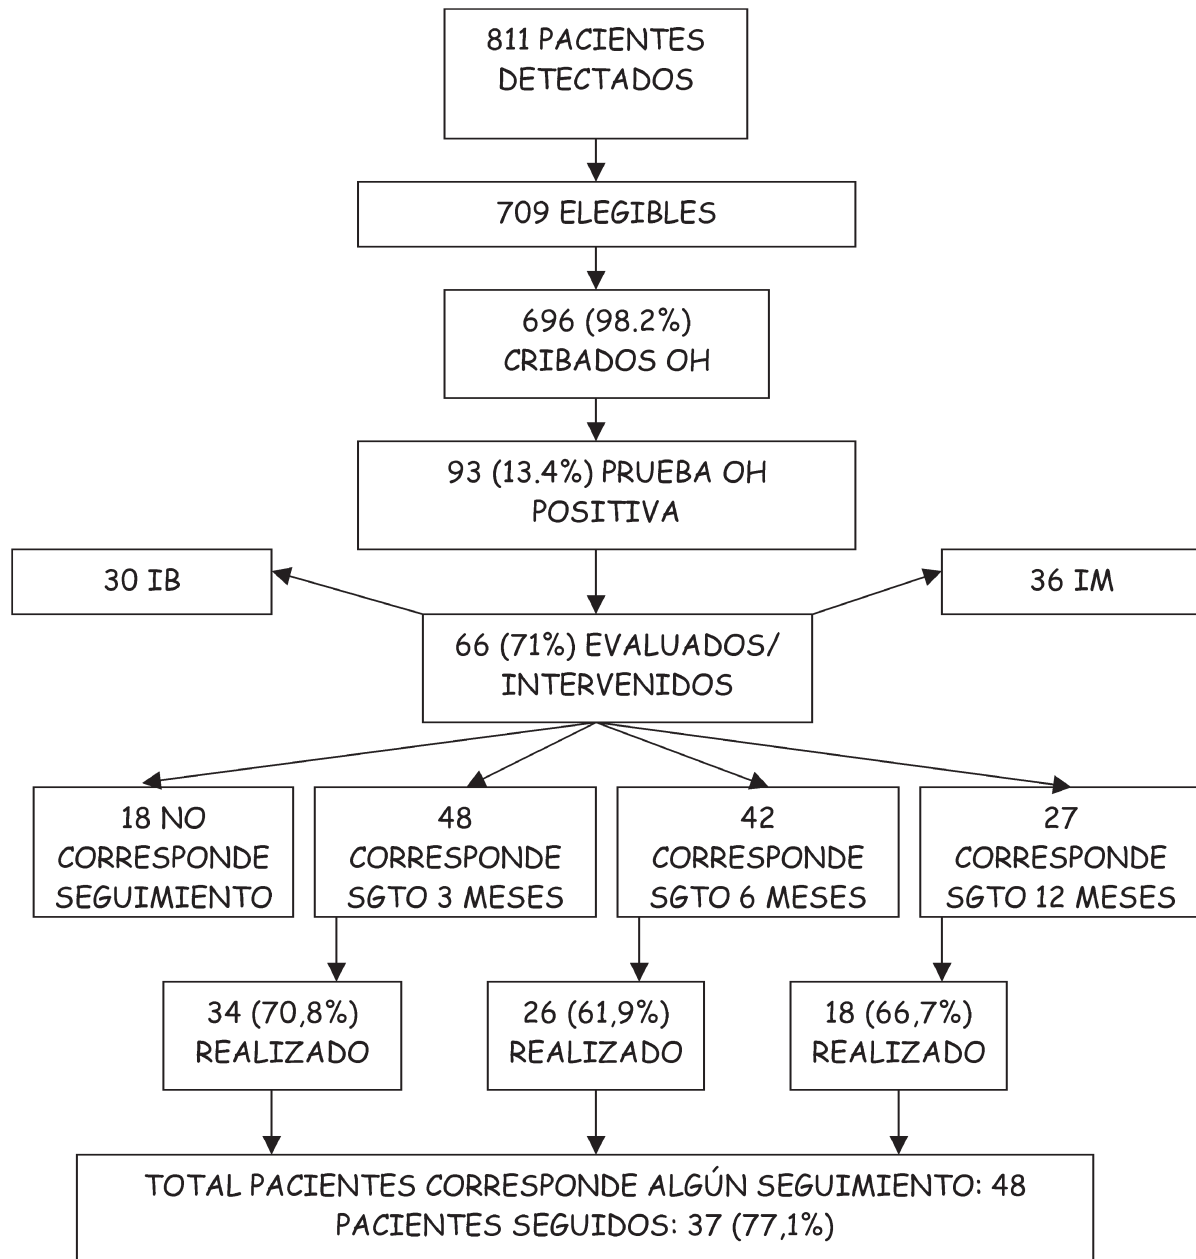 811 PACIENTES
DETECTADOS
709 ELEGIBLES
696 (98.2%)
CRIBADOS OH
93 (13.4%) PRUEBA OH
POSITIVA
30 IB
36 IM
66 (71%) EVALUADOS/
INTERVENIDOS
18 NO
CORRESPONDE
SEGUIMIENTO
48
CORRESPONDE
SGTO 3 MESES
42
CORRESPONDE
SGTO 6 MESES
27
CORRESPONDE
SGTO 12 MESES
34 (70,8%)
REALIZADO
26 (61,9%)
REALIZADO
18 (66,7%)
REALIZADO
TOTAL PACIENTES CORRESPONDE ALGÚN SEGUIMIENTO: 48
PACIENTES SEGUIDOS: 37 (77,1%)